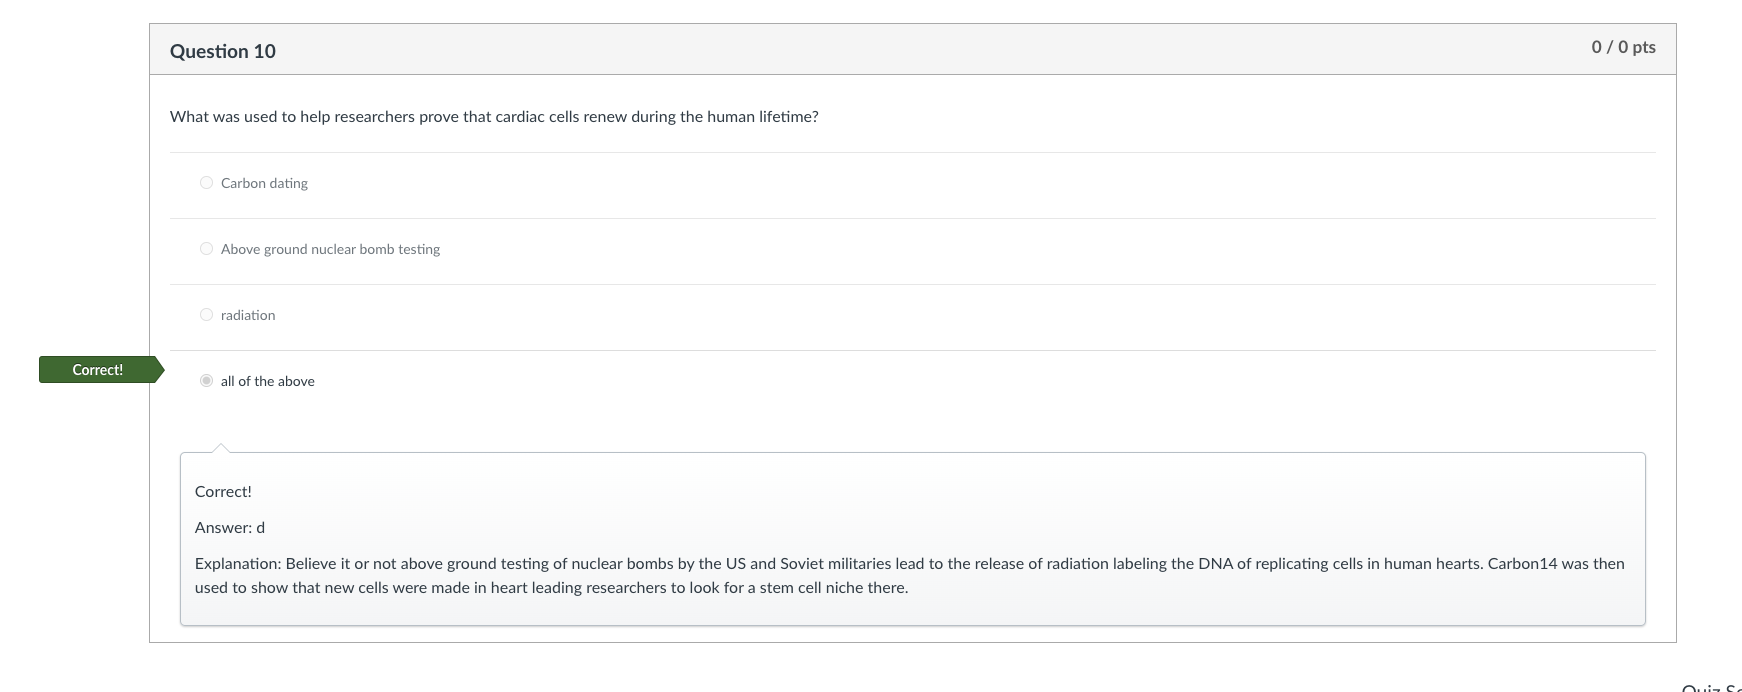 Question 10
0 / 0 pts
What was used to help researchers prove that cardiac cells renew during the human lifetime?
Carbon dating
Above ground nuclear bomb testing
radiation
Correct!
all of the above
Correct!
Answer: d
Explanation: Believe it or not above ground testing of nuclear bombs by the US and Soviet militaries lead to the release of radiation labeling the DNA of replicating cells in human hearts. Carbon14 was then
used to show that new cells were made in heart leading researchers to look for a stem cell niche there.